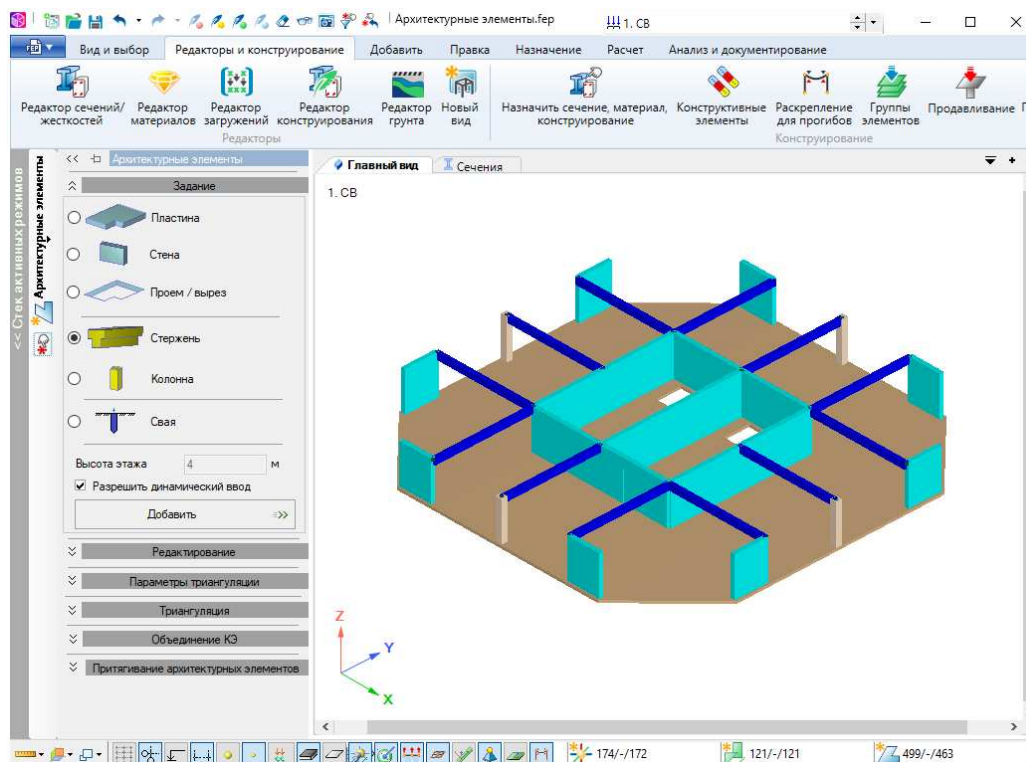 Архитектурные элементы.fep
1. СВ
FEP
Вид и выбор
Редакторы и конструирование
Добавить
Правка
Назначение
Расчет
Анализ и документирование
Редактор сечений/
жесткостей
Редактор
материалов
Редактор
загружений
Редактор
конструирования
Редактор
грунта
Новый
вид
Назначить сечение, материал,
конструирование
Конструктивные
элементы
Раскрепление
для прогибов
Группы
элементов
Продавливание
Редакторы
Конструирование
<< Стек активных режимов
Архитектурные элементы
<<
Архитектурные элементы
Задание
Пластина
Стена
Проем / вырез
Стержень
Колонна
Свая
Высота этажа 4 м
Разрешить динамический ввод
Добавить
Редактирование
Параметры триангуляции
Триангуляция
Объединение КЭ
Притягивание архитектурных элементов
Главный вид
Сечения
1. СВ
Z
Y
X
174/-/172
121/-/121
499/-/463